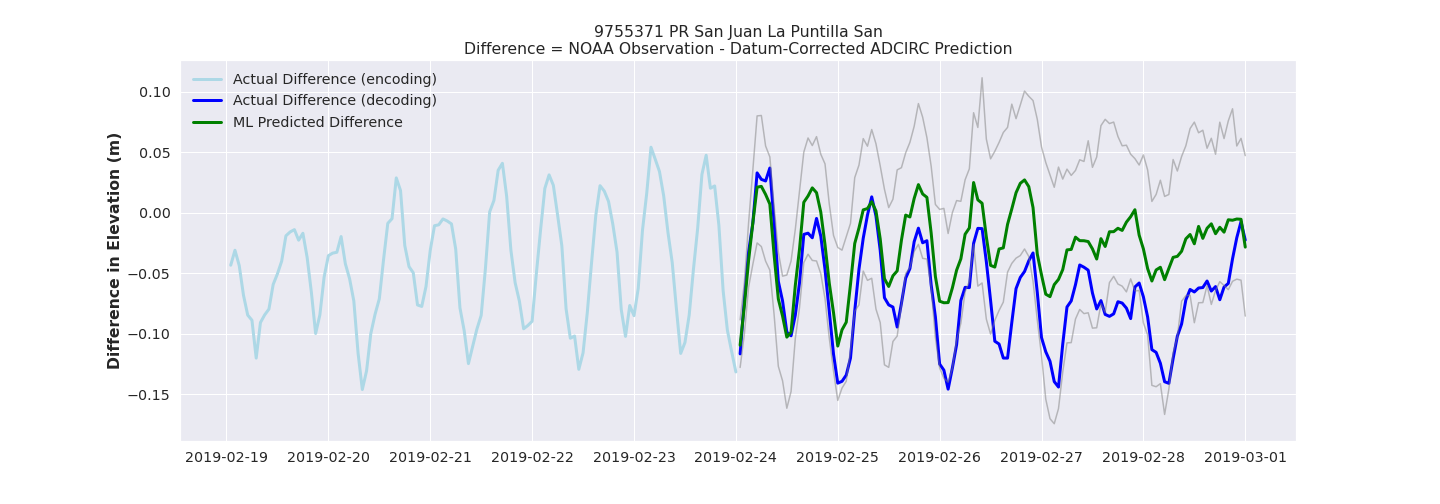 9755371 PR San Juan La Puntilla San
Difference = NOAA Observation - Datum-Corrected ADCIRC Prediction
Actual Difference (encoding)
Actual Difference (decoding)
ML Predicted Difference
Difference in Elevation (m)
0.10
0.05
0.00
−0.05
−0.10
−0.15
2019-02-19 2019-02-20 2019-02-21 2019-02-22 2019-02-23 2019-02-24 2019-02-25 2019-02-26 2019-02-27 2019-02-28 2019-03-01